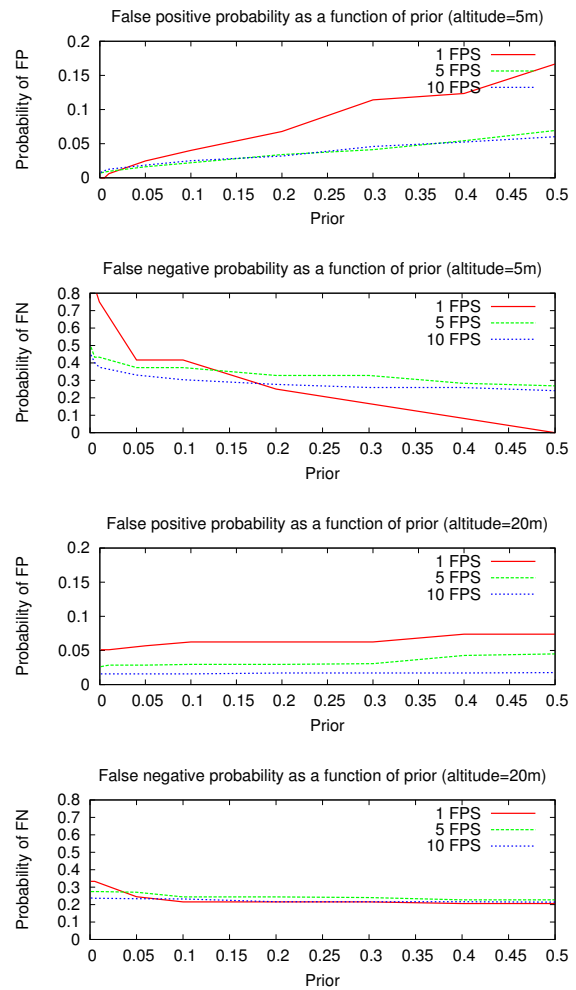 False positive probability as a function of prior (altitude=5m)
Probability of FP
0.2
0.15
0.1
0.05
0
1 FPS
5 FPS
10 FPS
0 0.05 0.1 0.15 0.2 0.25 0.3 0.35 0.4 0.45 0.5
Prior
False negative probability as a function of prior (altitude=5m)
Probability of FN
0.8
0.7
0.6
0.5
0.4
0.3
0.2
0.1
0
1 FPS
5 FPS
10 FPS
0 0.05 0.1 0.15 0.2 0.25 0.3 0.35 0.4 0.45 0.5
Prior
False positive probability as a function of prior (altitude=20m)
Probability of FP
0.2
0.15
0.1
0.05
0
1 FPS
5 FPS
10 FPS
0 0.05 0.1 0.15 0.2 0.25 0.3 0.35 0.4 0.45 0.5
Prior
False negative probability as a function of prior (altitude=20m)
Probability of FN
0.8
0.7
0.6
0.5
0.4
0.3
0.2
0.1
0
1 FPS
5 FPS
10 FPS
0 0.05 0.1 0.15 0.2 0.25 0.3 0.35 0.4 0.45 0.5
Prior